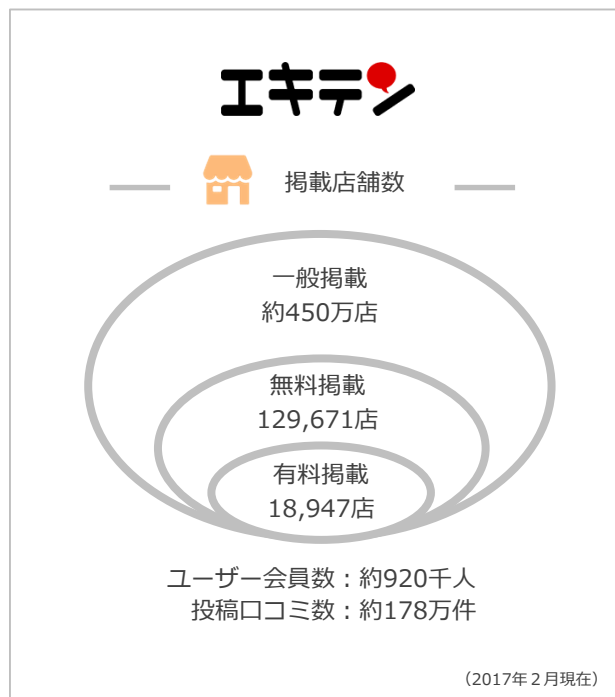 エキテン
掲載店舗数
一般掲載
約450万店
無料掲載
129,671店
有料掲載
18,947店
ユーザー会員数：約920千人
投稿口コミ数：約178万件
（2017年２月現在）